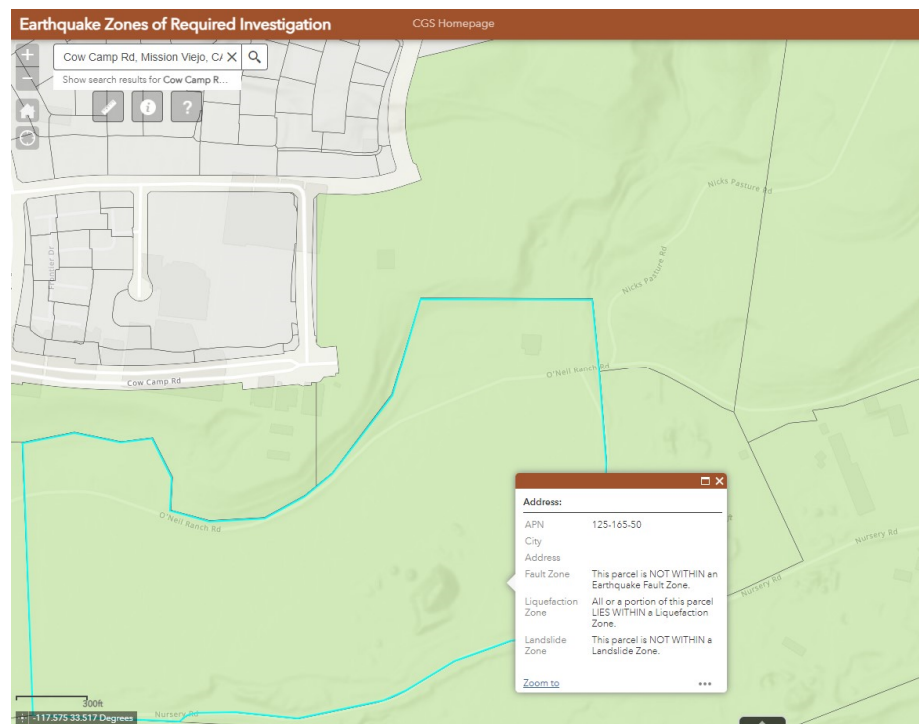 Earthquake Zones of Required Investigation
CGS Homepage
+
Cow Camp Rd, Mission Viejo, C
−
Show search results for Cow Camp R...
?
Nicks Pasture Rd
Frontier Dr
Nicks Pasture Rd
O'Neil Ranch Rd
Cow Camp Rd
O'Neil Ranch Rd
Nursery Rd
Nursery Rd
Address:
APN 125-165-50
City
Address
Fault Zone This parcel is NOT WITHIN an
Earthquake Fault Zone.
Liquefaction All or a portion of this parcel
Zone LIES WITHIN a Liquefaction
Zone.
Landslide This parcel is NOT WITHIN a
Zone Landslide Zone.
Zoom to
•••
300ft
-117.575 33.517 Degrees
Nursery Rd